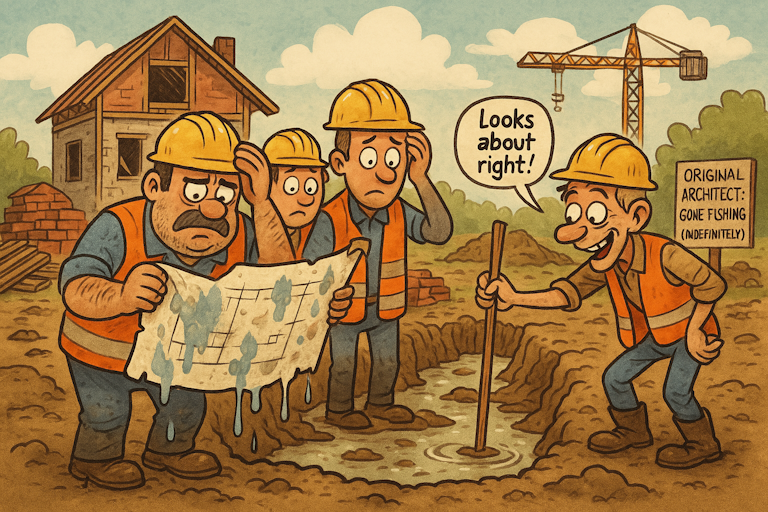 Looks
about
right!
ORIGINAL
ARCHITECT:
GONE FISHING
(INDEFINITELY)